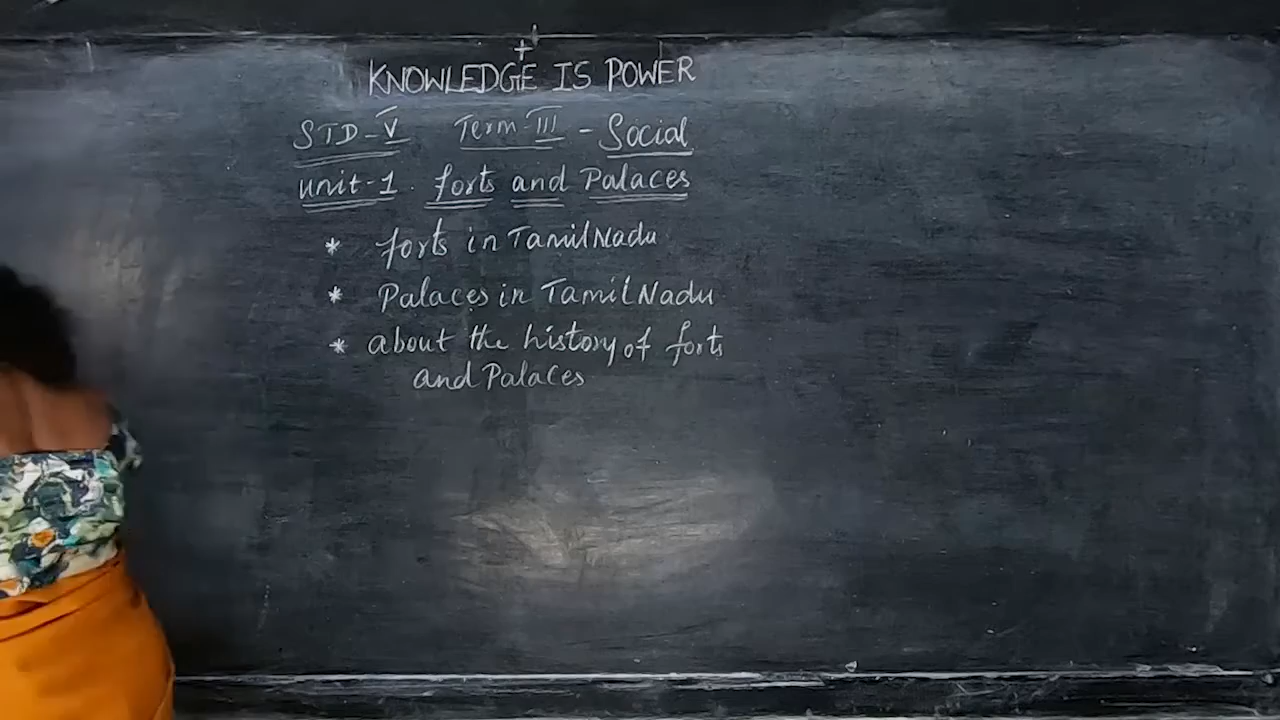 +
KNOWLEDGE IS POWER
STD-V Term-III - Social
unit-1. forts and Palaces
* forts in TamilNadu
* Palaces in TamilNadu
* about the history of forts
and Palaces